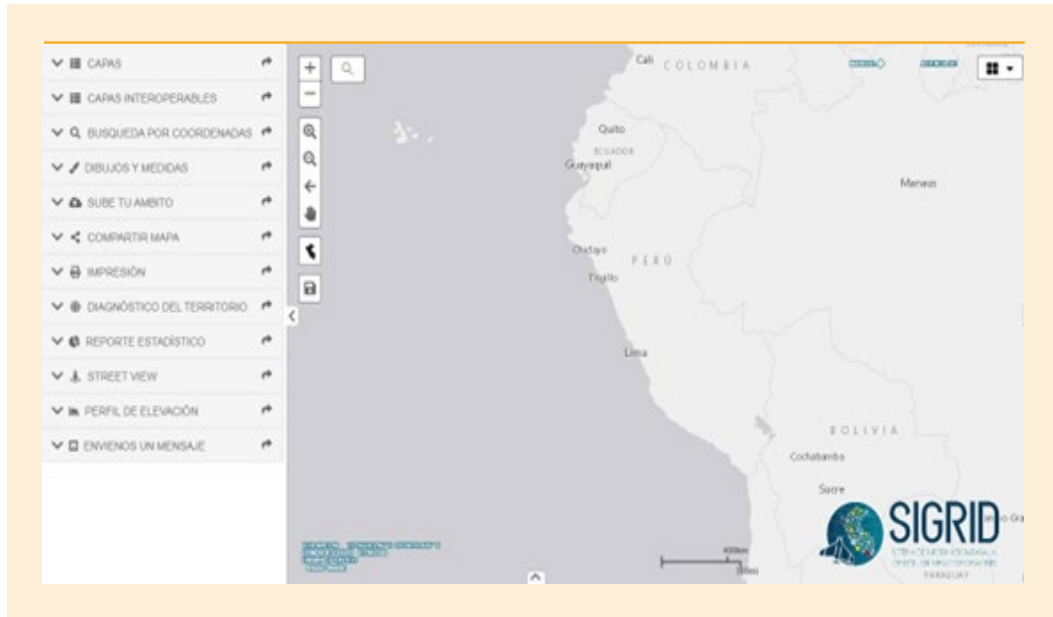 CAPAS
CAPAS INTEROPERABLES
BUSQUEDA POR COORDENADAS
DIBUJOS Y MEDIDAS
SUBE TU AMBITO
COMPARTIR MAPA
IMPRESIÓN
DIAGNÓSTICO DEL TERRITORIO
REPORTE ESTADÍSTICO
STREET VIEW
PERFIL DE ELEVACIÓN
ENVIENOS UN MENSAJE
Cali
COLOMBIA
Quito
ECUADOR
Guayaquil
Manaus
Chiclayo
PERÚ
Trujillo
Lima
BOLIVIA
Cochabamba
Sucre
SIGRID
400km
300mi
PARAGUAY